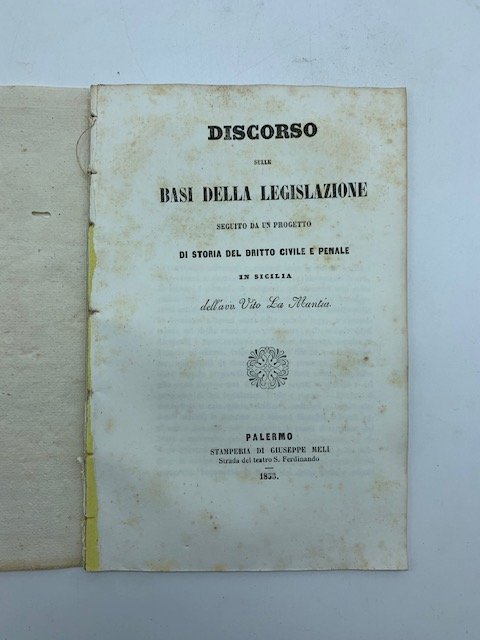 DISCORSO
SULLE
BASI DELLA LEGISLAZIONE
SEGUITO DA UN PROGETTO
DI STORIA DEL DRITTO CIVILE E PENALE
IN SICILIA
dell'avv. Vito La Mantia.
PALERMO
STAMPERIA DI GIUSEPPE MELI
Strada del teatro S. Ferdinando
1853.